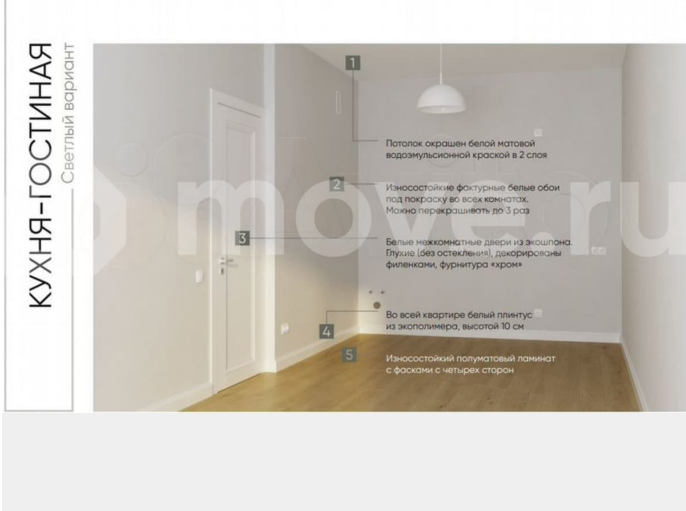 КУХНЯ-ГОСТИНАЯ
Светлый вариант
1
Потолок окрашен белой матовой
водоэмульсионной краской в 2 слоя
2
Износостойкие фактурные белые обои
под покраску во всех комнатах.
Можно перекрашивать до 3 раз
3
Белые межкомнатные двери из экошпона.
Глухие (без остекления), декорированы
филенками, фурнитура «хром»
4
Во всей квартире белый плинтус
из экополимера, высотой 10 см
5
Износостойкий полуматовый ламинат
с фасками с четырех сторон
move.ru